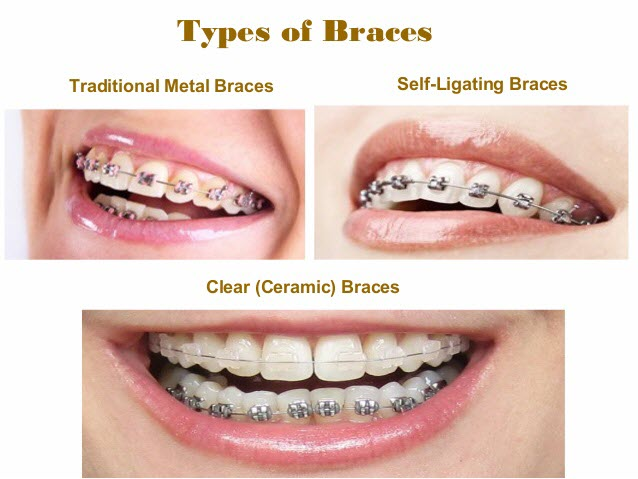 Types of Braces
Traditional Metal Braces
Self-Ligating Braces
Clear (Ceramic) Braces